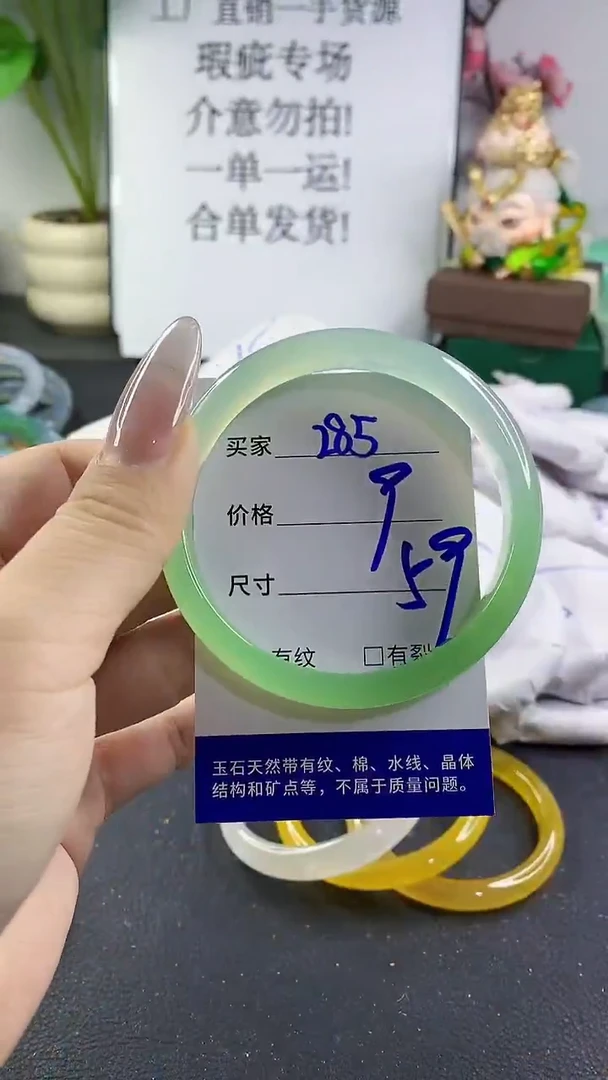 工厂直销一手货源
瑕疵专场
介意勿拍!
一单一运!
合单发货!
买家 285
价格 9
尺寸 59
有纹 □有裂
玉石天然带有纹、棉、水线、晶体
结构和矿点等，不属于质量问题。